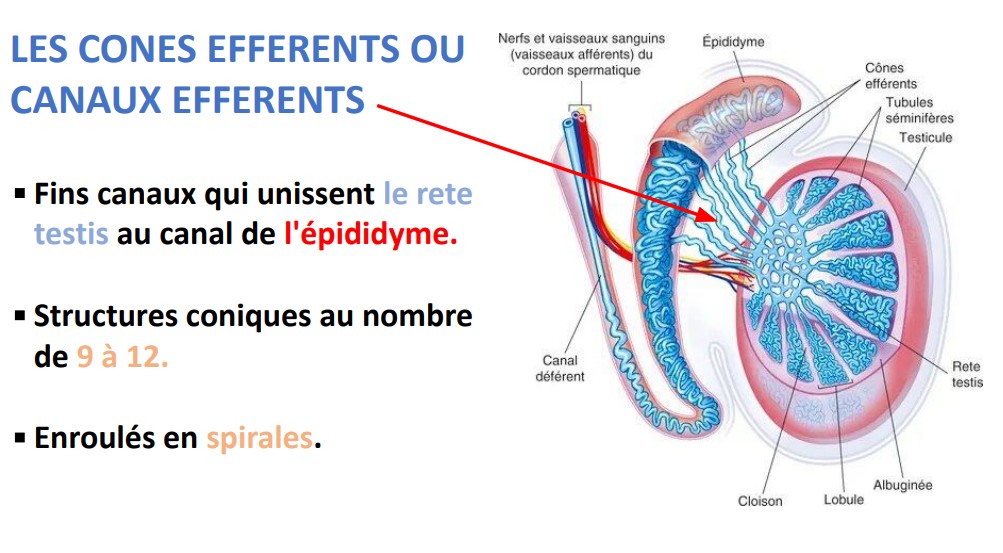 LES CONES EFFERENTS OU
CANAUX EFFERENTS
▪ Fins canaux qui unissent le rete
testis au canal de l'épididyme.
▪ Structures coniques au nombre
de 9 à 12.
▪ Enroulés en spirales.
Nerfs et vaisseaux sanguins
(vaisseaux afférents) du
cordon spermatique
Épididyme
Cônes
efférents
Tubules
séminifères
Testicule
Canal
déférent
Rete
testis
Albuginée
Lobule
Cloison